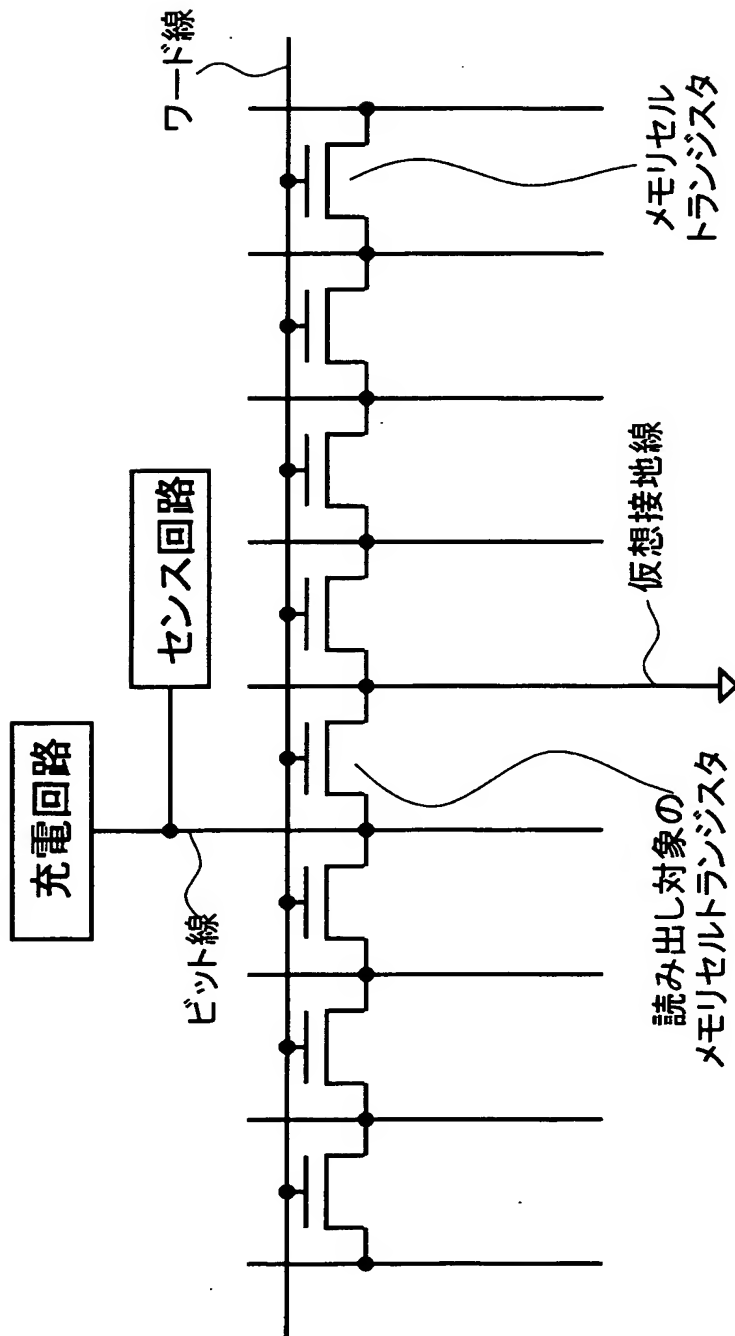 充電回路
センス回路
ワード線
ビット線
仮想接地線
メモリセル
トランジスタ
読み出し対象の
メモリセルトランジスタ